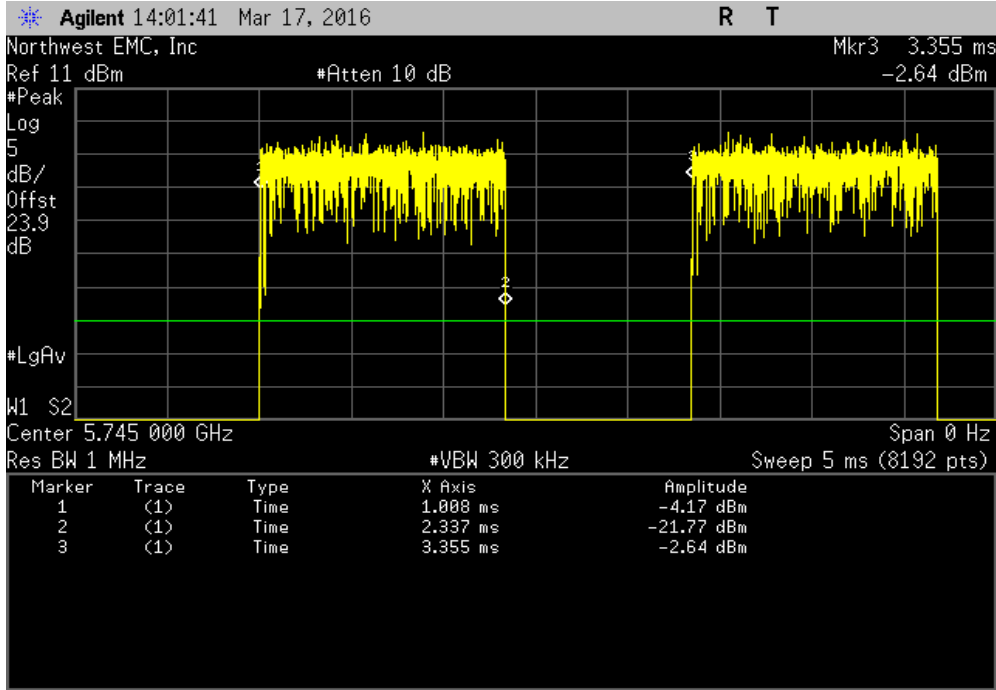 Agilent 14:01:41 Mar 17, 2016 R T
Northwest EMC, Inc Mkr3 3.355 ms
Ref 11 dBm #Atten 10 dB −2.64 dBm
#Peak
Log
5
dB/
Offst
23.9
dB
2
#LgAv
W1 S2
Center 5.745 000 GHz Span 0 Hz
Res BW 1 MHz #VBW 300 kHz Sweep 5 ms (8192 pts)
Marker Trace Type X Axis Amplitude
1 (1) Time 1.008 ms −4.17 dBm
2 (1) Time 2.337 ms −21.77 dBm
3 (1) Time 3.355 ms −2.64 dBm